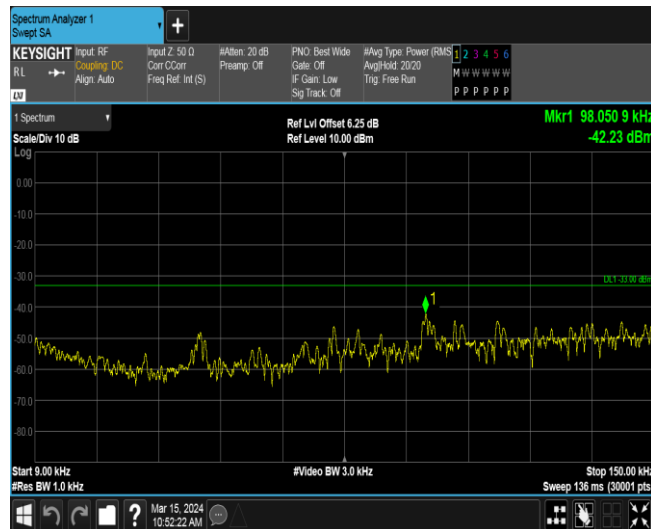 Spectrum Analyzer 1
Swept SA
+
KEYSIGHT
RL
LXI
Input: RF
Coupling: DC
Align: Auto
Input Z: 50 Ω
Corr CCorr
Freq Ref: Int (S)
#Atten: 20 dB
Preamp: Off
PNO: Best Wide
Gate: Off
IF Gain: Low
Sig Track: Off
#Avg Type: Power (RMS
Avg|Hold: 20/20
Trig: Free Run
1 2 3 4 5 6
M W W W W W
P P P P P P
1 Spectrum
Scale/Div 10 dB
Log
Ref Lvl Offset 6.25 dB
Ref Level 10.00 dBm
Mkr1 98.050 9 kHz
-42.23 dBm
0.00
-10.0
-20.0
-30.0
DL1 -33.00 dBm
1
-40.0
-50.0
-60.0
-70.0
-80.0
Start 9.00 kHz
#Video BW 3.0 kHz
Stop 150.00 kHz
#Res BW 1.0 kHz
Sweep 136 ms (30001 pts
?
Mar 15, 2024
10:52:22 AM